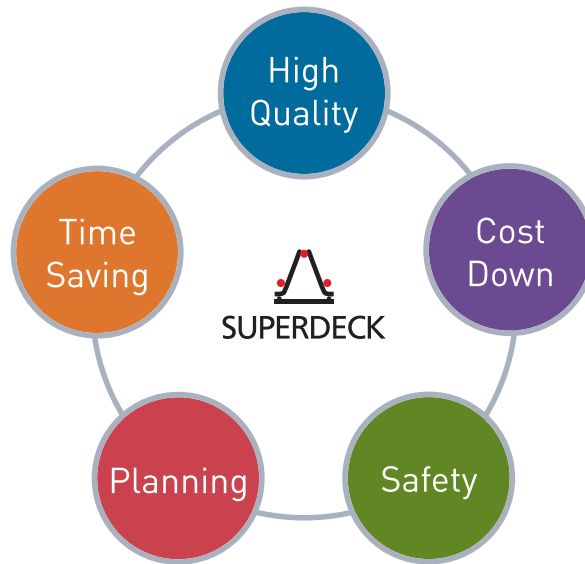 High
Quality
Time
Saving
Cost
Down
SUPERDECK
Planning
Safety